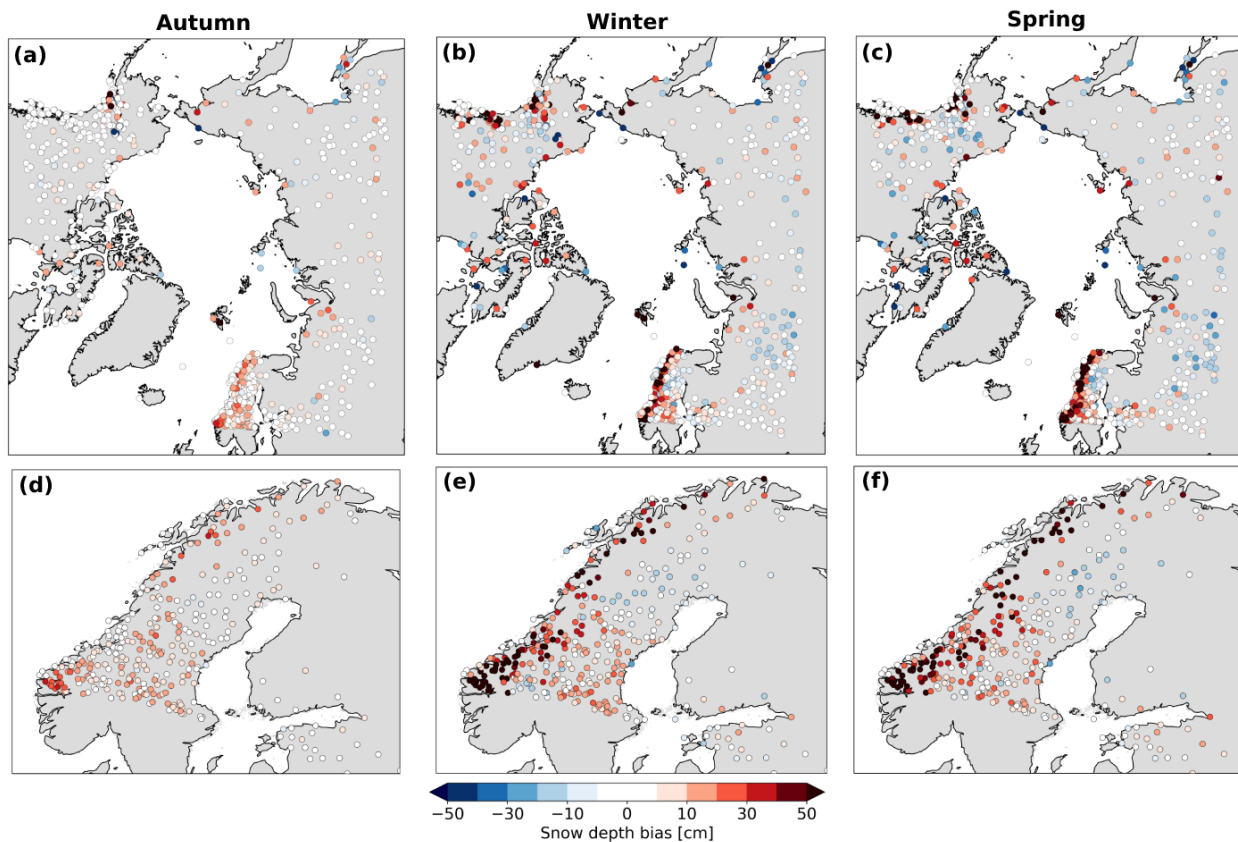 Autumn Winter Spring
(a) (b) (c)
(d) (e) (f)
−50 −30 −10 0 10 30 50
Snow depth bias [cm]